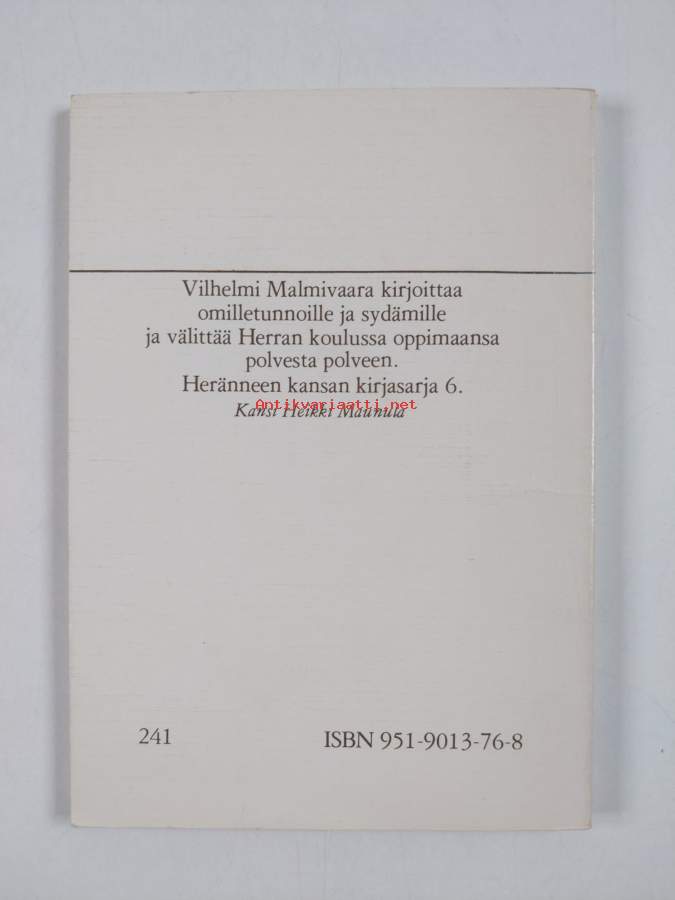 Vilhelmi Malmivaara kirjoittaa
omilletunnoille ja sydämille
ja välittää Herran koulussa oppimaansa
polvesta polveen.
Heränneen kansan kirjasarja 6.
Antikvariaatti.net
Kansi Heikki Maunula
241
ISBN 951-9013-76-8